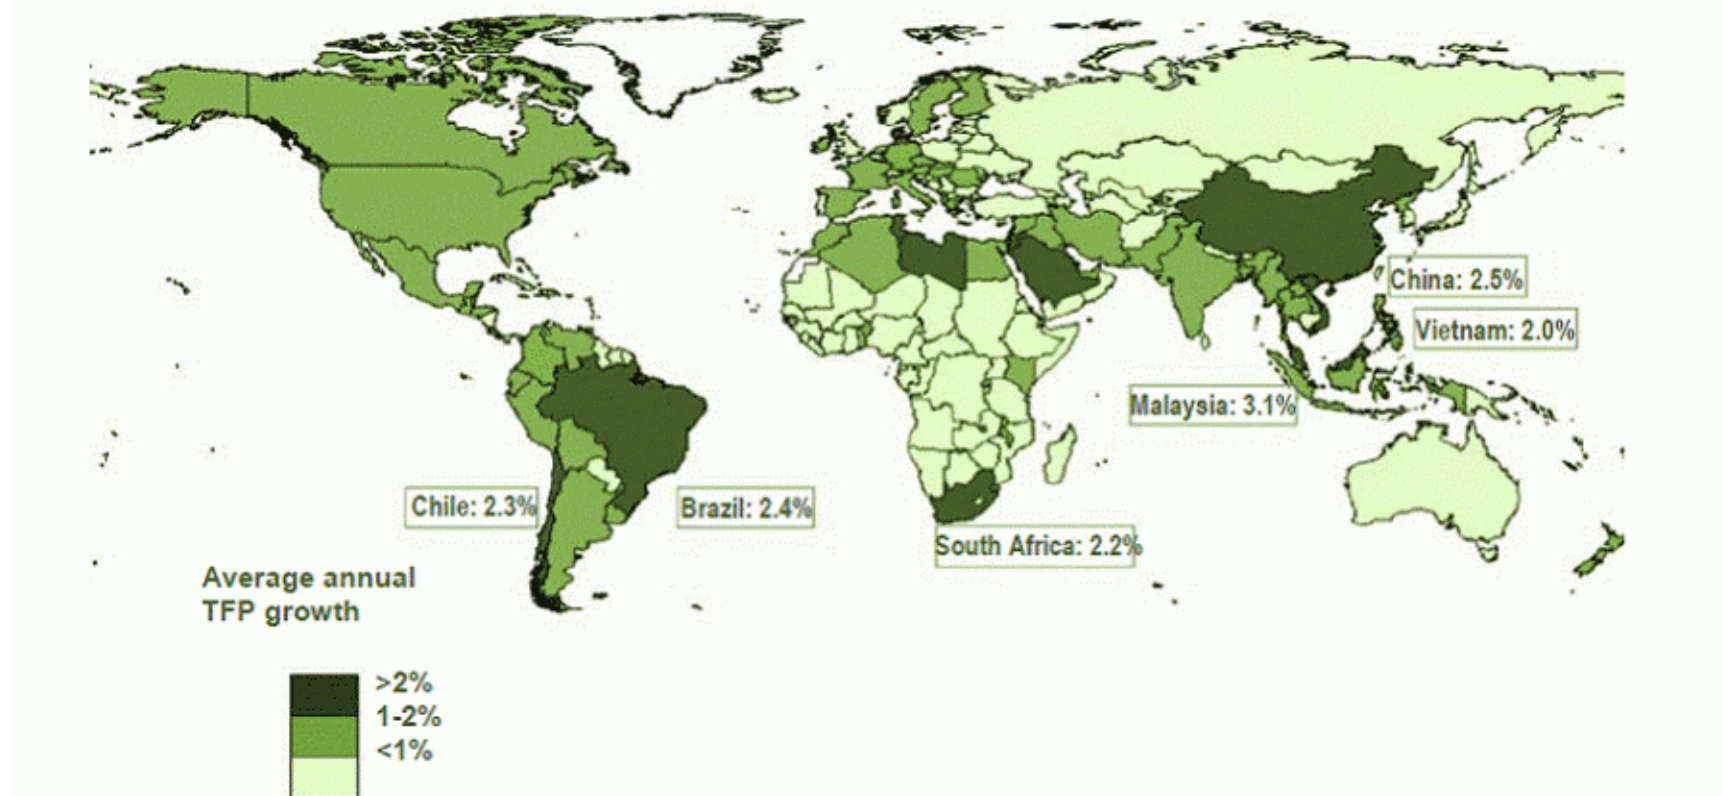 China: 2.5%
Vietnam: 2.0%
Malaysia: 3.1%
Chile: 2.3%
Brazil: 2.4%
South Africa: 2.2%
Average annual
TFP growth
>2%
1-2%
<1%